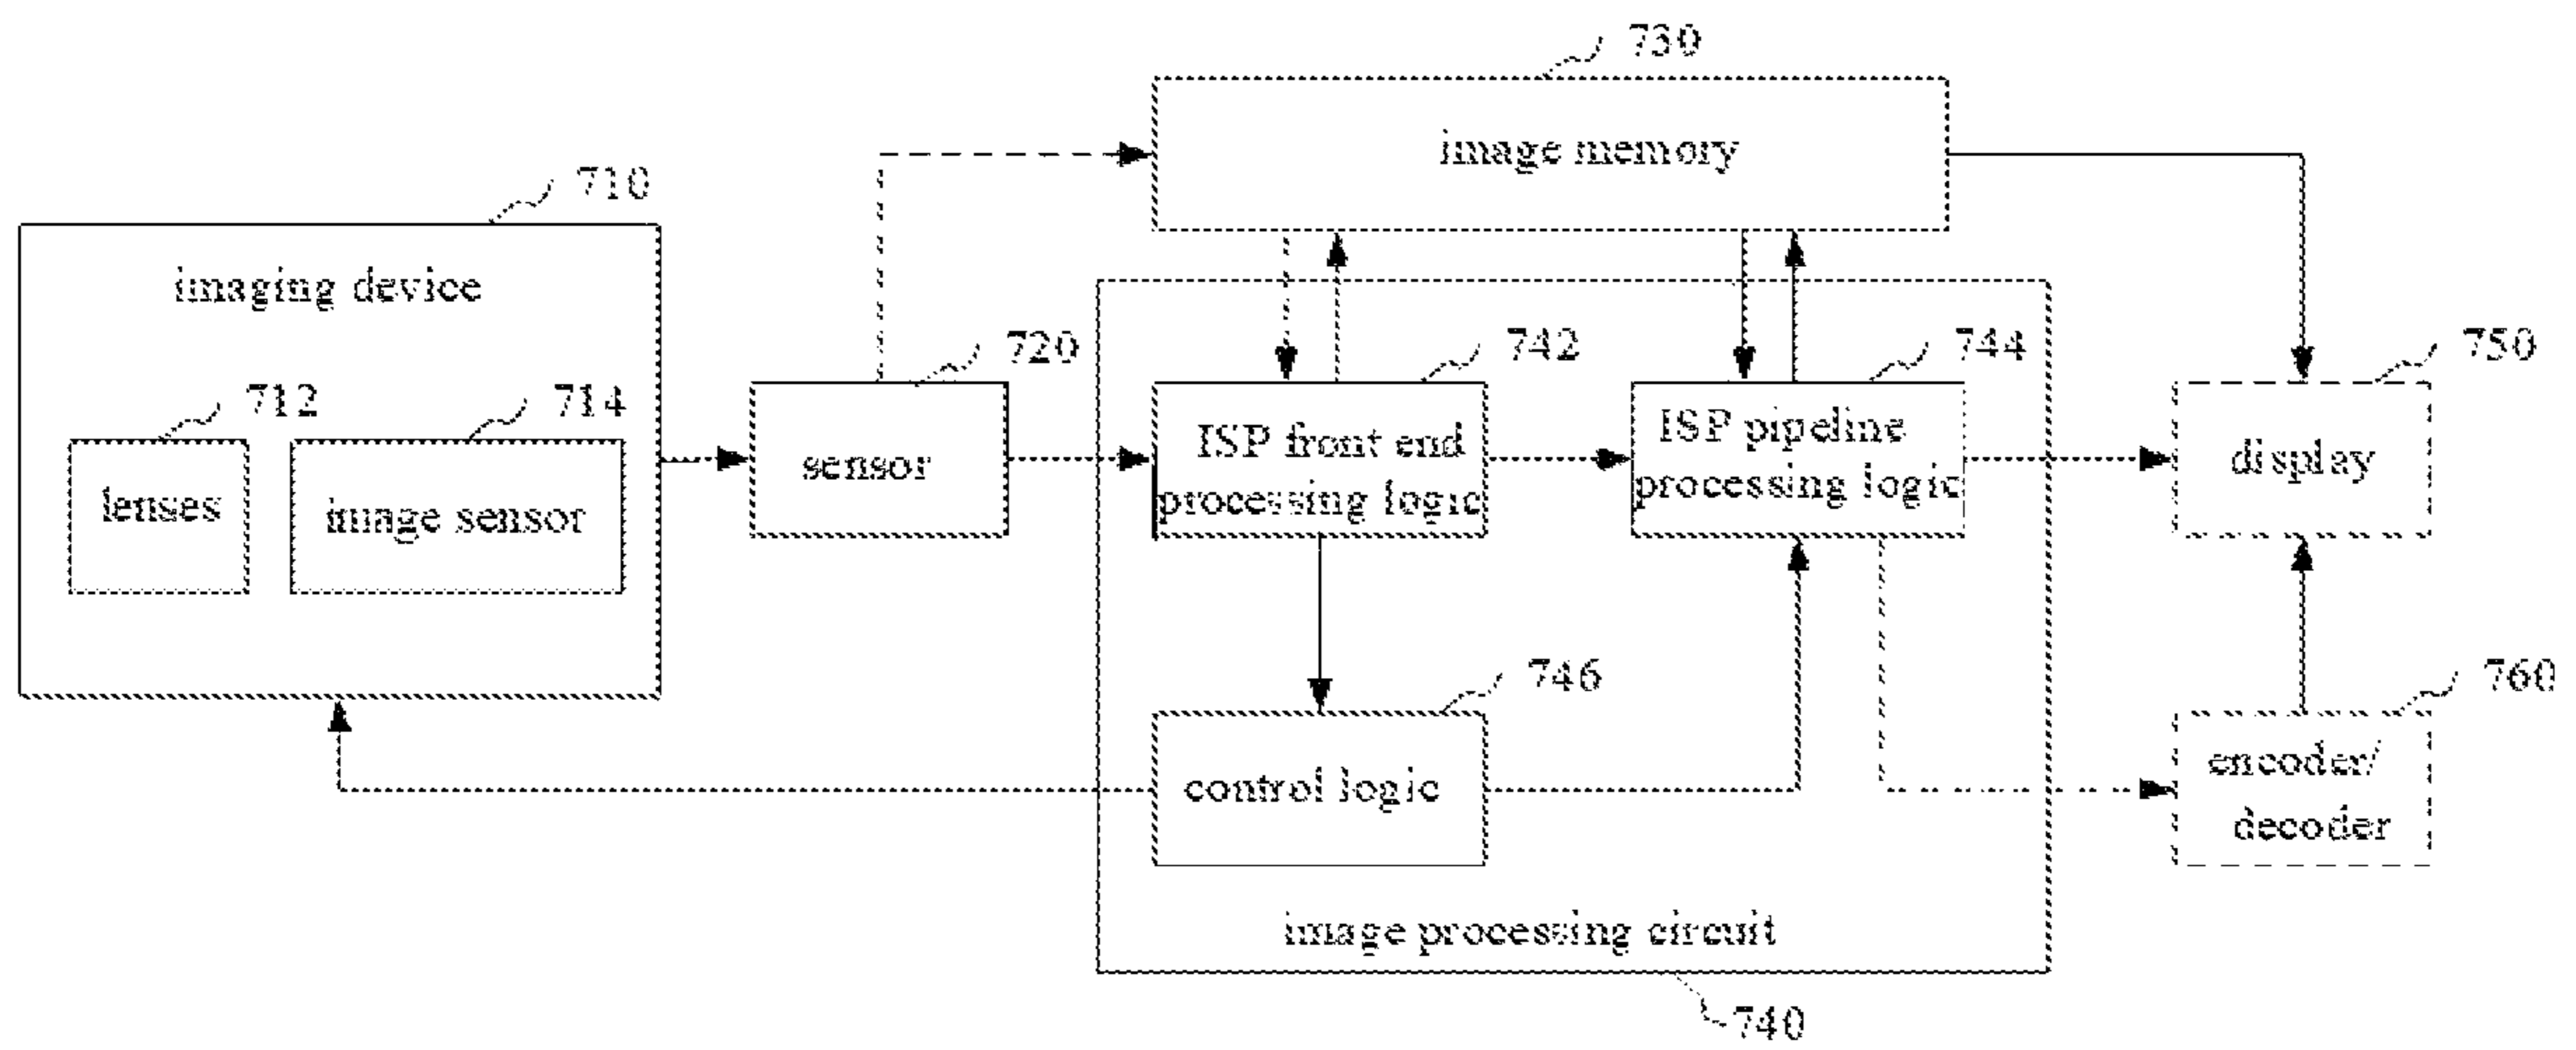 730
image memory
710
imaging device
720
742
744
750
712
714
lenses
image sensor
sensor
ISP front end
processing logic
ISP pipeline
processing logic
display
746
760
control logic
encoder/
decoder
image processing circuit
740